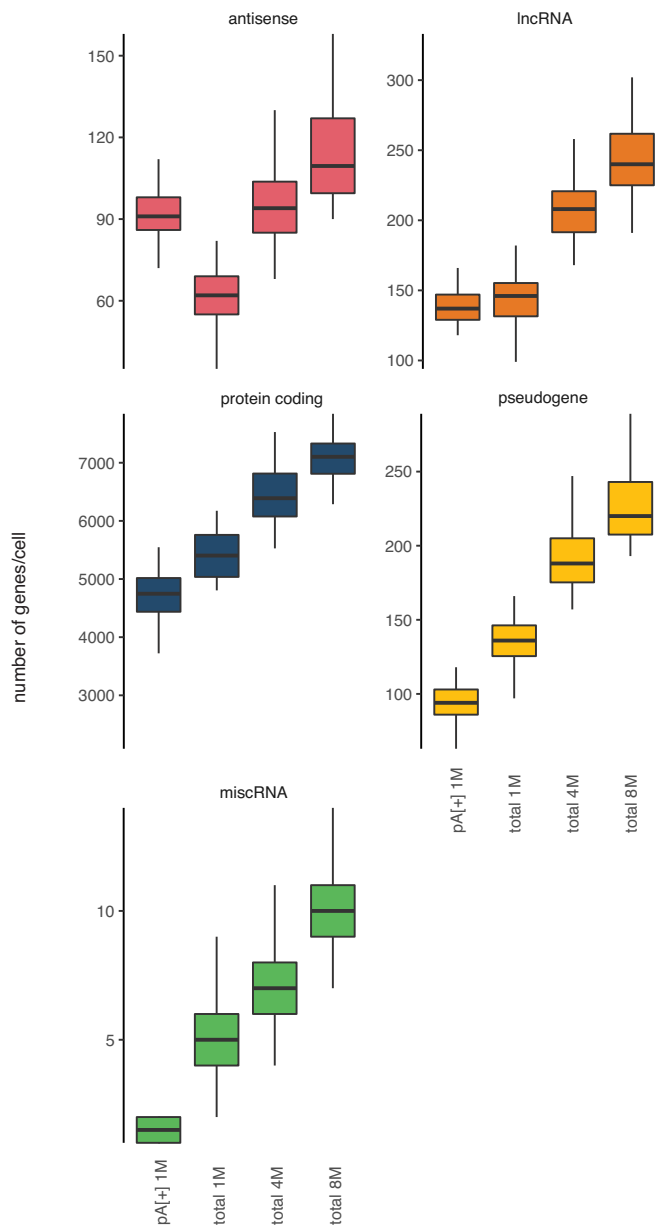 antisense
150
120
90
60
lncRNA
300
250
200
150
100
number of genes/cell
protein coding
7000
6000
5000
4000
3000
pseudogene
250
200
150
100
pA[+] 1M
total 1M
total 4M
total 8M
miscRNA
10
5
pA[+] 1M
total 1M
total 4M
total 8M